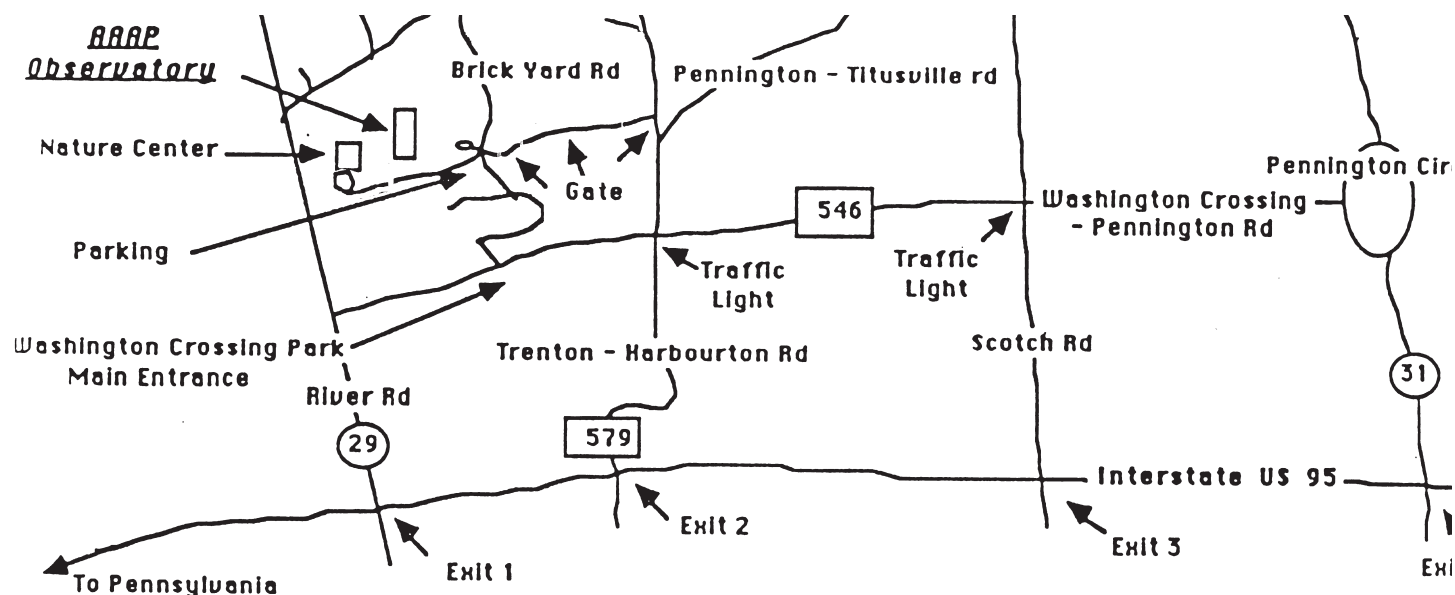 AAAP
Observatory
Brick Yard Rd
Pennington - Titusville rd
Nature Center
Gate
Pennington Cir
546
Washington Crossing
- Pennington Rd
Parking
Traffic
Light
Traffic
Light
Washington Crossing Park
Main Entrance
Trenton - Harbourton Rd
Scotch Rd
31
River Rd
29
579
Interstate US 95
Exit 2
Exit 3
Exit 1
Exi
To Pennsylvania